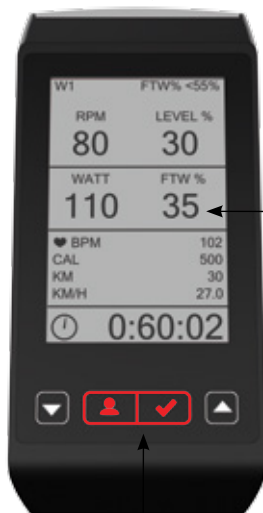 W1 FTW% <55%
RPM LEVEL %
80 30
WATT FTW %
110 35
BPM 102
CAL 500
KM 30
KM/H 27.0
0:60:02